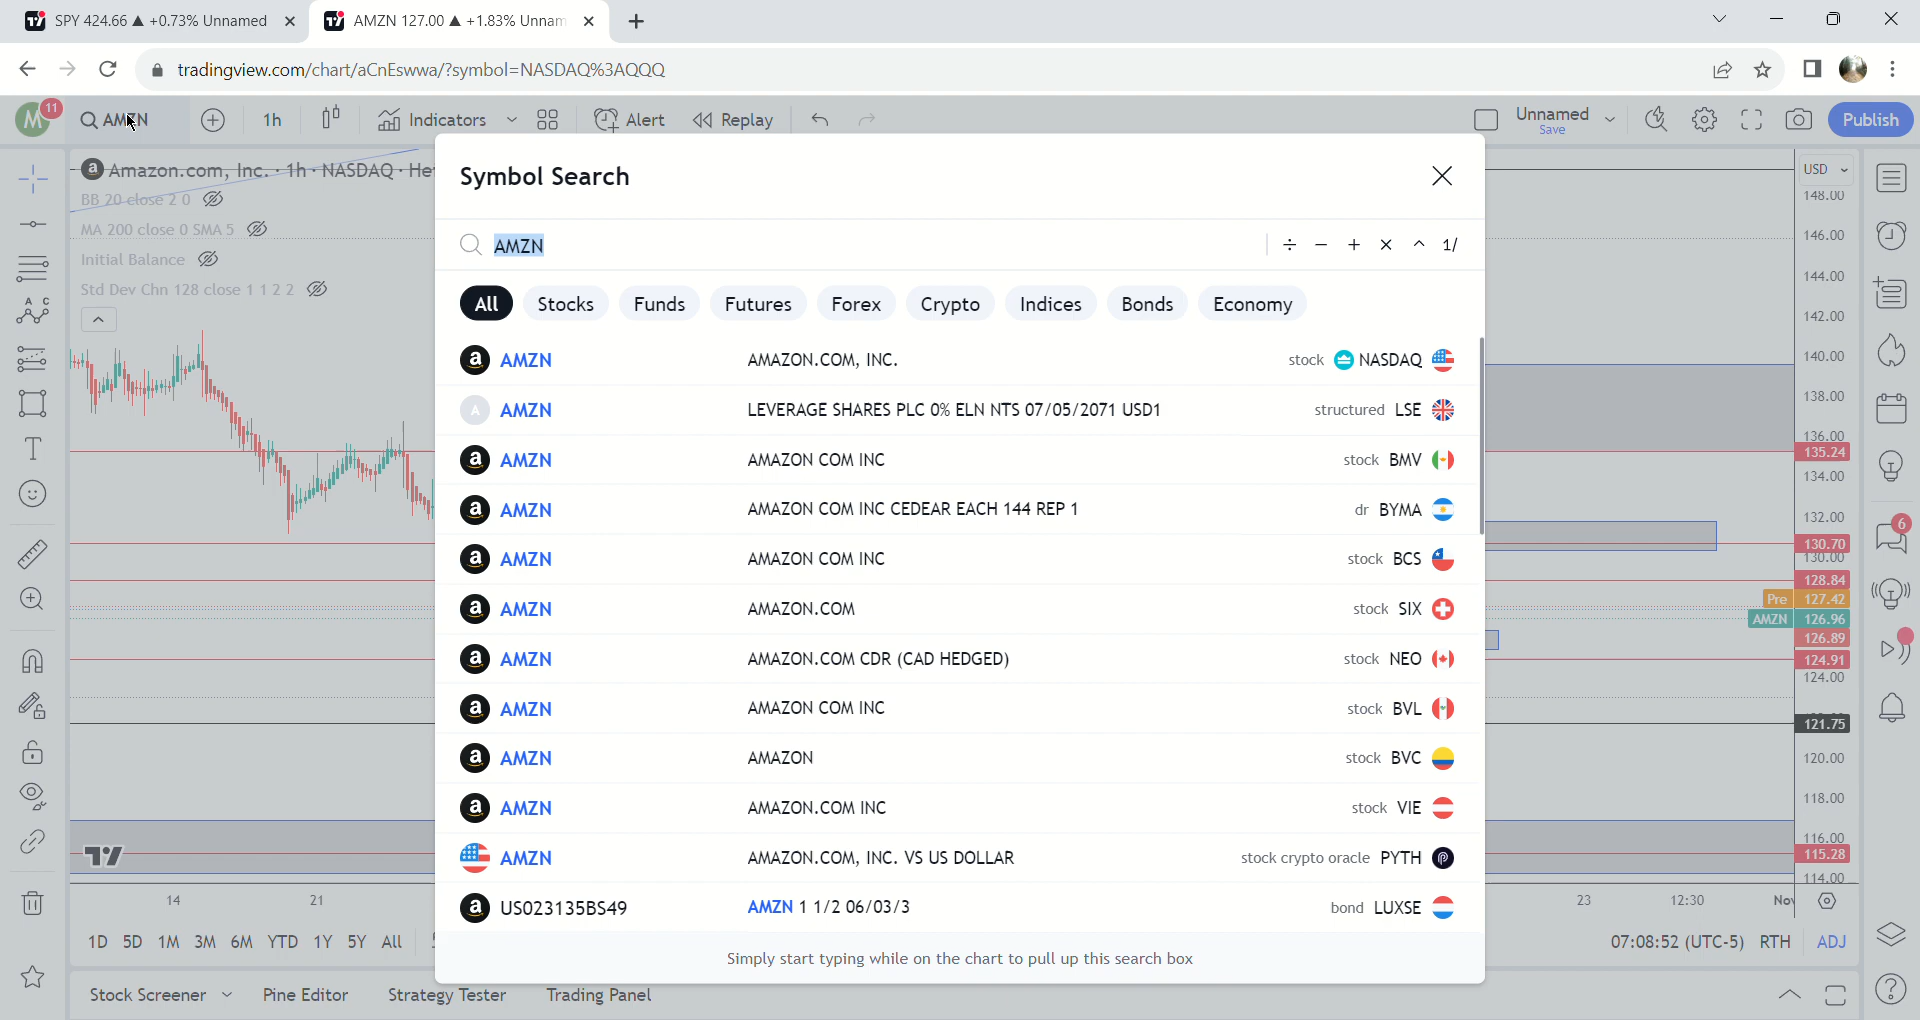 SPY 424.66 ▲ +0.73% Unnamed
AMZN 127.00 ▲ +1.83% Unnam
tradingview.com/chart/aCnEswwa/?symbol=NASDAQ%3AQQQ
M 11 AMZN 1h Indicators Alert Replay Unnamed Save Publish
Amazon.com, Inc. · 1h · NASDAQ · He
BB 20 close 2 0
MA 200 close 0 SMA 5
Initial Balance
Std Dev Chn 128 close 1 1 2 2
Symbol Search
AMZN ÷ − + × ^ 1/
All Stocks Funds Futures Forex Crypto Indices Bonds Economy
AMZN AMAZON.COM, INC. stock NASDAQ
A AMZN LEVERAGE SHARES PLC 0% ELN NTS 07/05/2071 USD1 structured LSE
AMZN AMAZON COM INC stock BMV
AMZN AMAZON COM INC CEDEAR EACH 144 REP 1 dr BYMA
AMZN AMAZON COM INC stock BCS
AMZN AMAZON.COM stock SIX
AMZN AMAZON.COM CDR (CAD HEDGED) stock NEO
AMZN AMAZON COM INC stock BVL
AMZN AMAZON stock BVC
AMZN AMAZON.COM INC stock VIE
AMZN AMAZON.COM, INC. VS US DOLLAR stock crypto oracle PYTH
US023135BS49 AMZN 1 1/2 06/03/3 bond LUXSE
Simply start typing while on the chart to pull up this search box
USD
148.00
146.00
144.00
142.00
140.00
138.00
136.00
135.24
134.00
132.00
130.70
130.00
128.84
Pre 127.42
AMZN 126.96
126.89
124.91
124.00
121.75
120.00
118.00
116.00
115.28
114.00
6
14 21 23 12:30 Nov
1D 5D 1M 3M 6M YTD 1Y 5Y All 07:08:52 (UTC-5) RTH ADJ
Stock Screener Pine Editor Strategy Tester Trading Panel